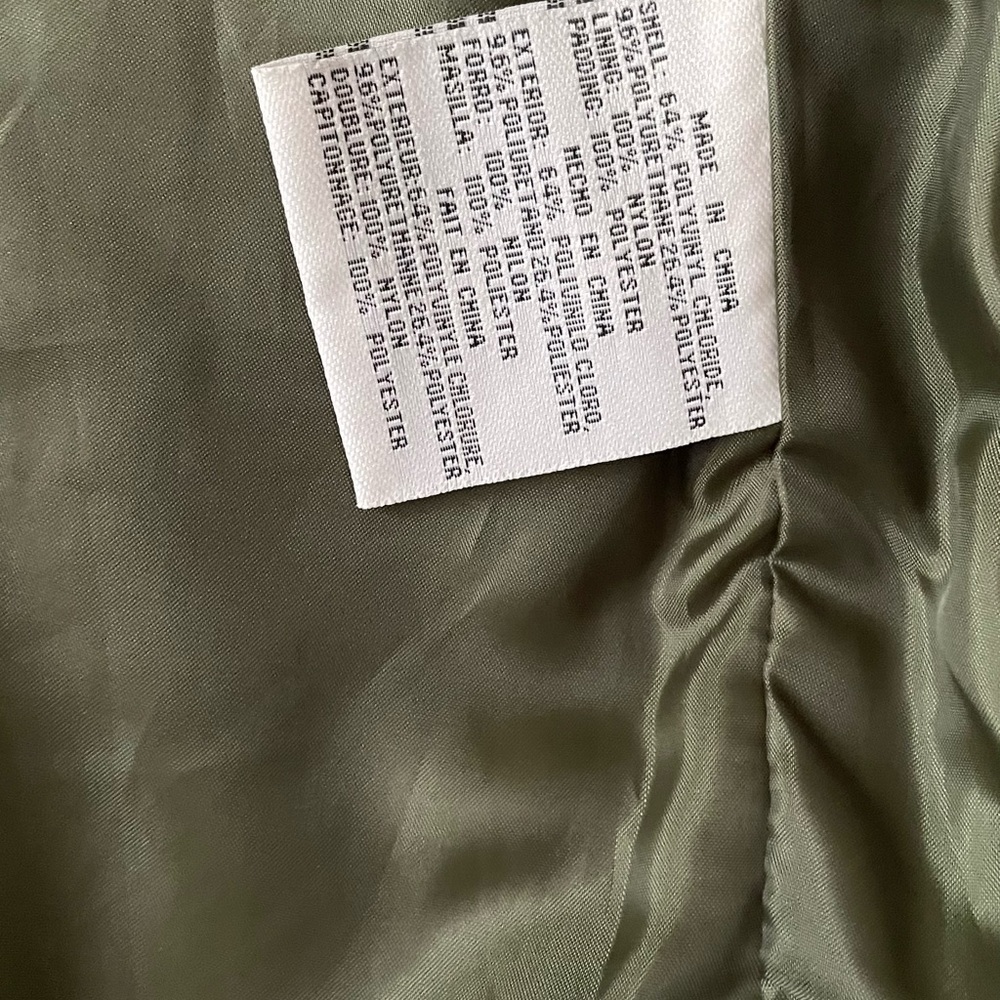 MADE IN CHINA
SHELL: 64% POLYVINYL CHLORIDE,
9.6% POLYURETHANE 26.4% POLYESTER
LINING: 100% NYLON
PADDING: 100% POLYESTER
HECHO EN CHINA
EXTERIOR: 64% POLIVINILO CLORO,
9.6% POLIURETANO 26.4% POLIESTER
FORRO: 100% NILON
MASILLA: 100% POLIESTER
FAIT EN CHINA
EXTERIEUR: 64% POLYVINYLE CHLORURE,
9.6% POLYURETHANNE 26.4% POLYESTER
DOUBLURE: 100% NYLON
CAPITONNAGE: 100% POLYESTER